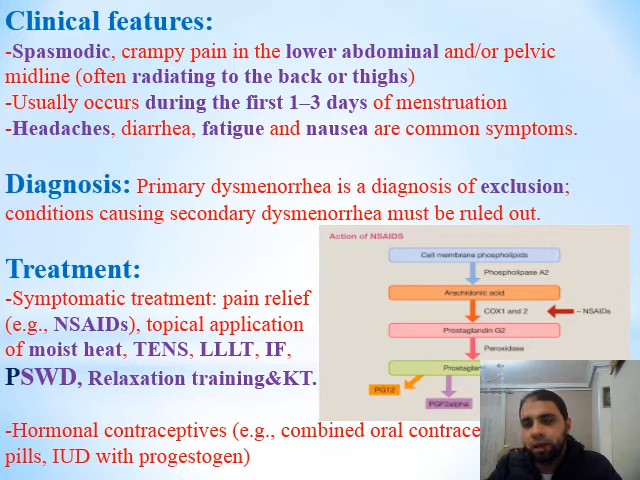 Clinical features:
-Spasmodic, crampy pain in the lower abdominal and/or pelvic
midline (often radiating to the back or thighs)
-Usually occurs during the first 1–3 days of menstruation
-Headaches, diarrhea, fatigue and nausea are common symptoms.
Diagnosis: Primary dysmenorrhea is a diagnosis of exclusion;
conditions causing secondary dysmenorrhea must be ruled out.
Treatment:
-Symptomatic treatment: pain relief
(e.g., NSAIDs), topical application
of moist heat, TENS, LLLT, IF,
PSWD, Relaxation training&KT.
-Hormonal contraceptives (e.g., combined oral
pills, IUD with progestogen)
Action of NSAIDS
Cell membrane phospholipids
Phospholipase A2
Arachidonic acid
COX1 and 2
– NSAIDs
Prostaglandin G2
Peroxidase
PG12
PGF2alpha